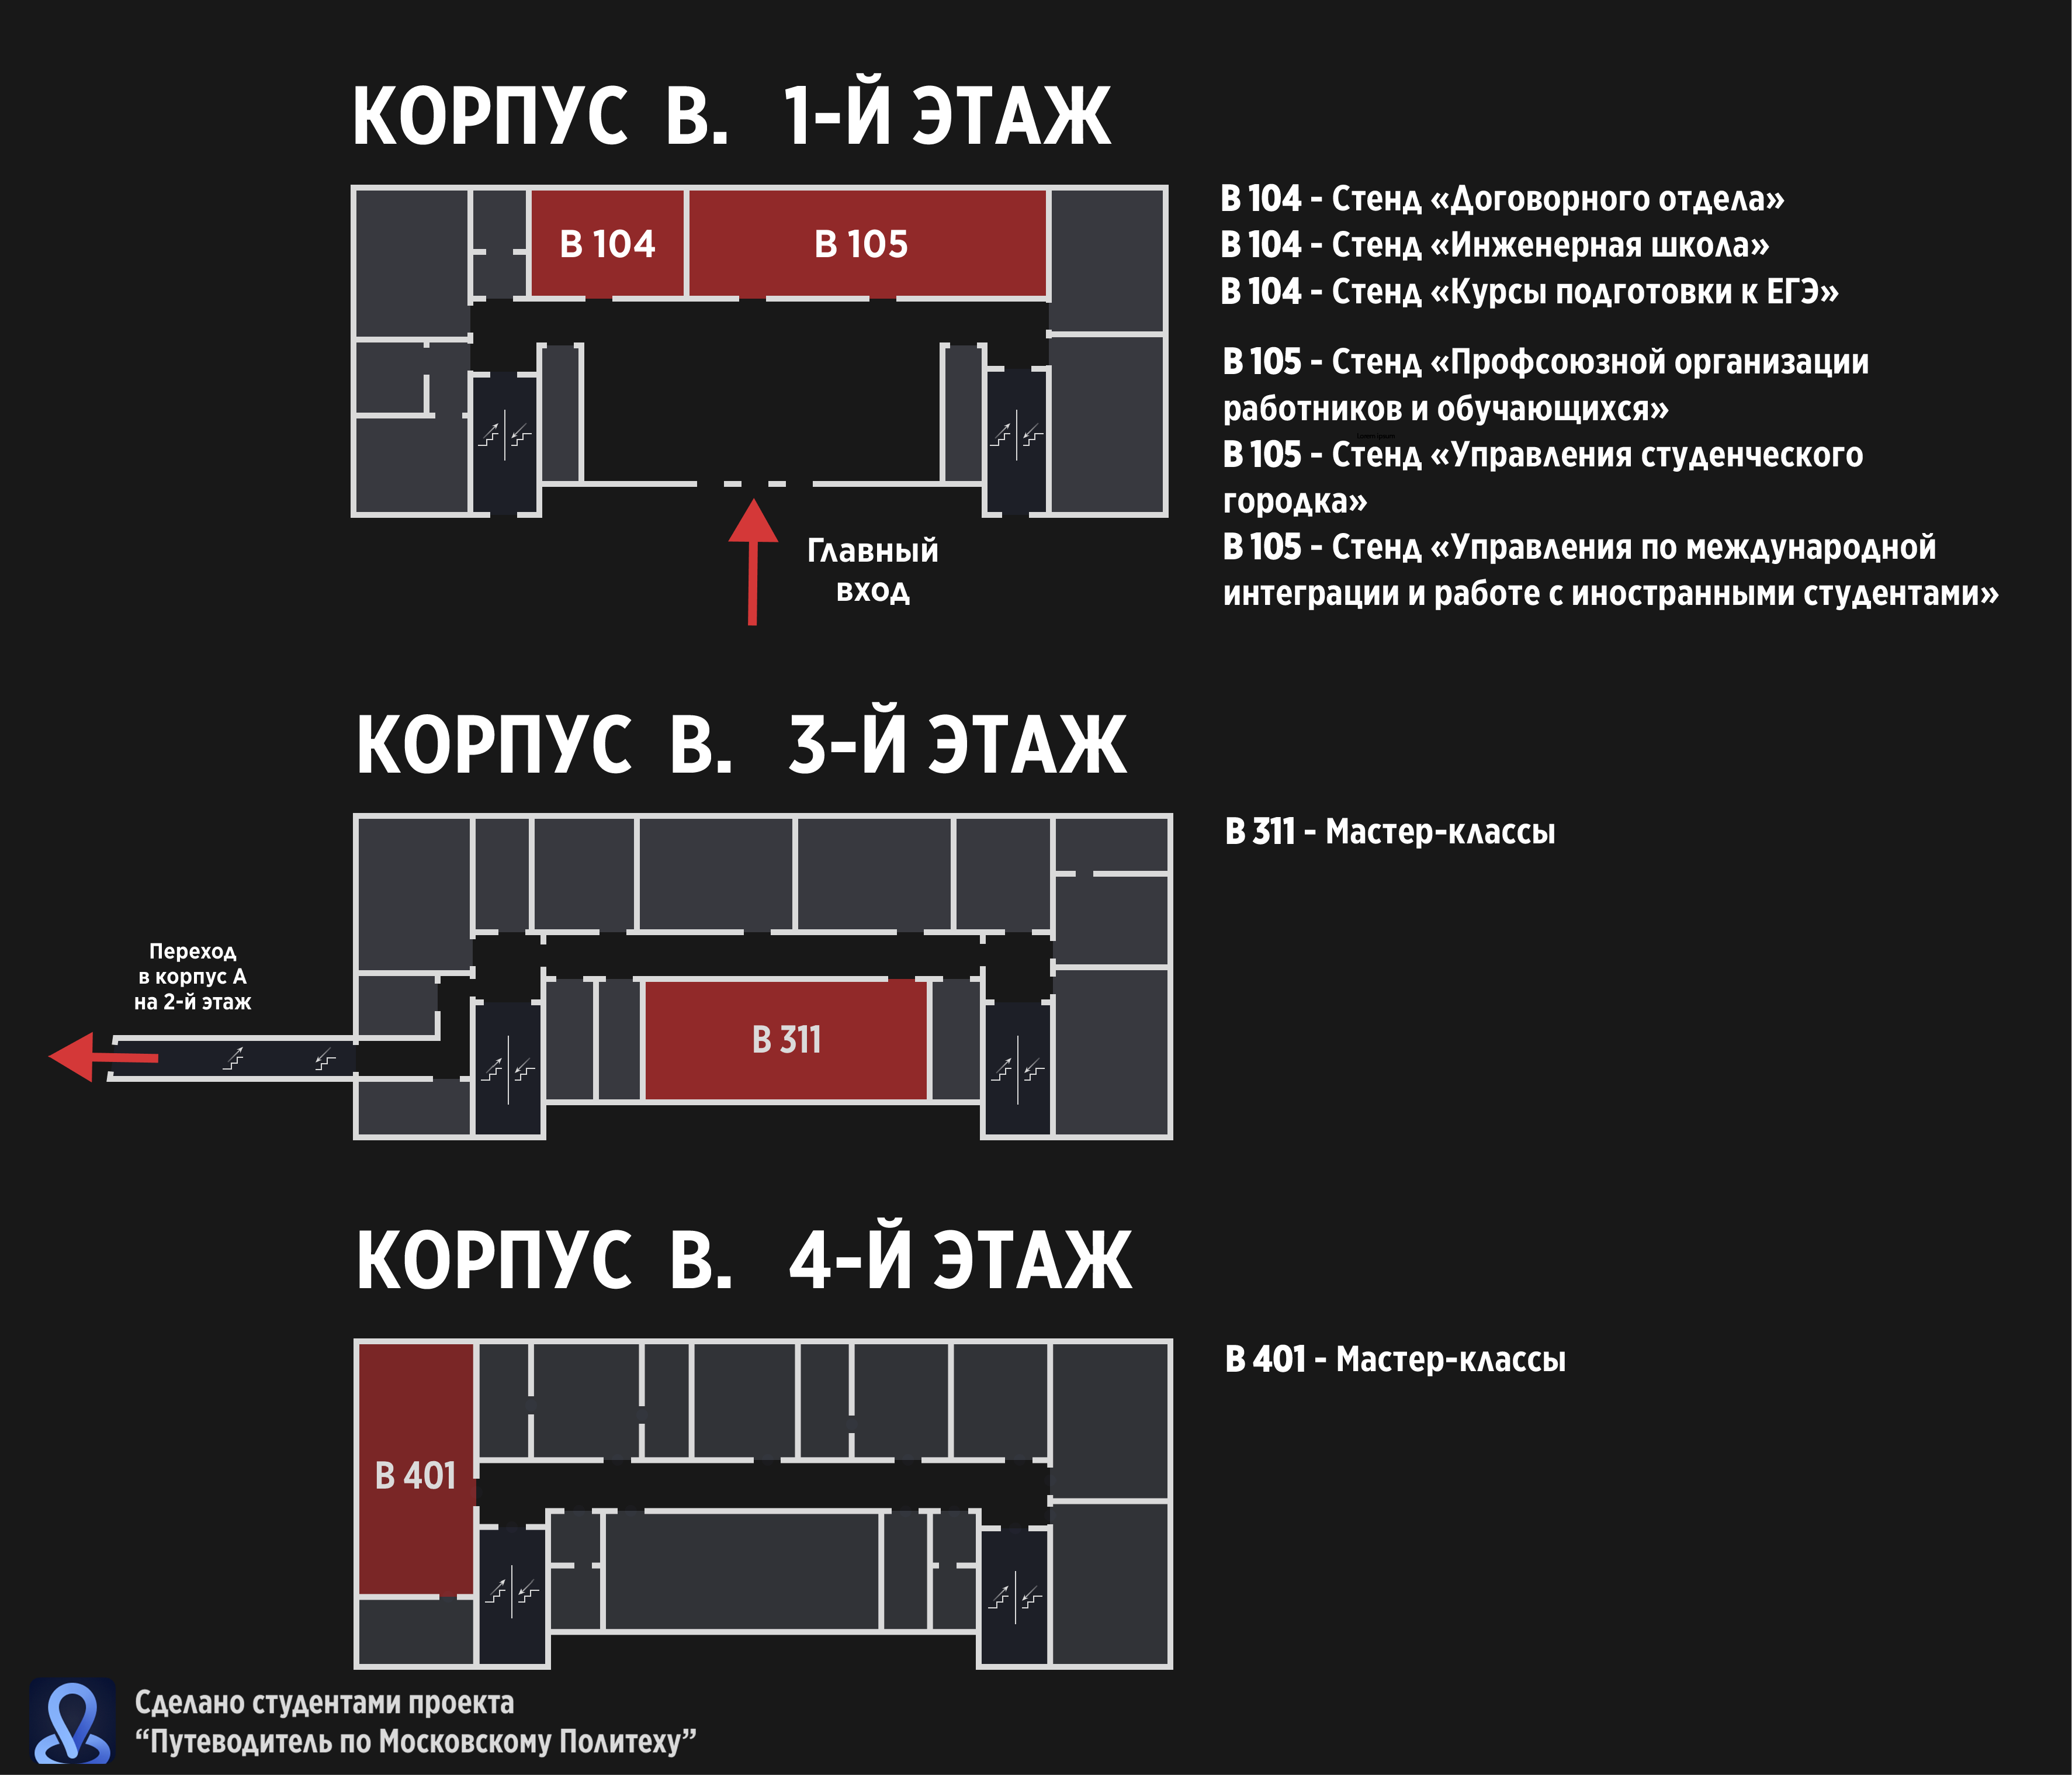 КОРПУС В. 1-Й ЭТАЖ
В 104
В 105
В 104 - Стенд «Договорного отдела»
В 104 - Стенд «Инженерная школа»
В 104 - Стенд «Курсы подготовки к ЕГЭ»
В 105 - Стенд «Профсоюзной организации
работников и обучающихся»
В 105 - Стенд «Управления студенческого
городка»
В 105 - Стенд «Управления по международной
интеграции и работе с иностранными студентами»
Главный
вход
КОРПУС В. 3-Й ЭТАЖ
В 311 - Мастер-классы
Переход
в корпус А
на 2-й этаж
В 311
КОРПУС В. 4-Й ЭТАЖ
В 401 - Мастер-классы
В 401
Сделано студентами проекта
“Путеводитель по Московскому Политеху”